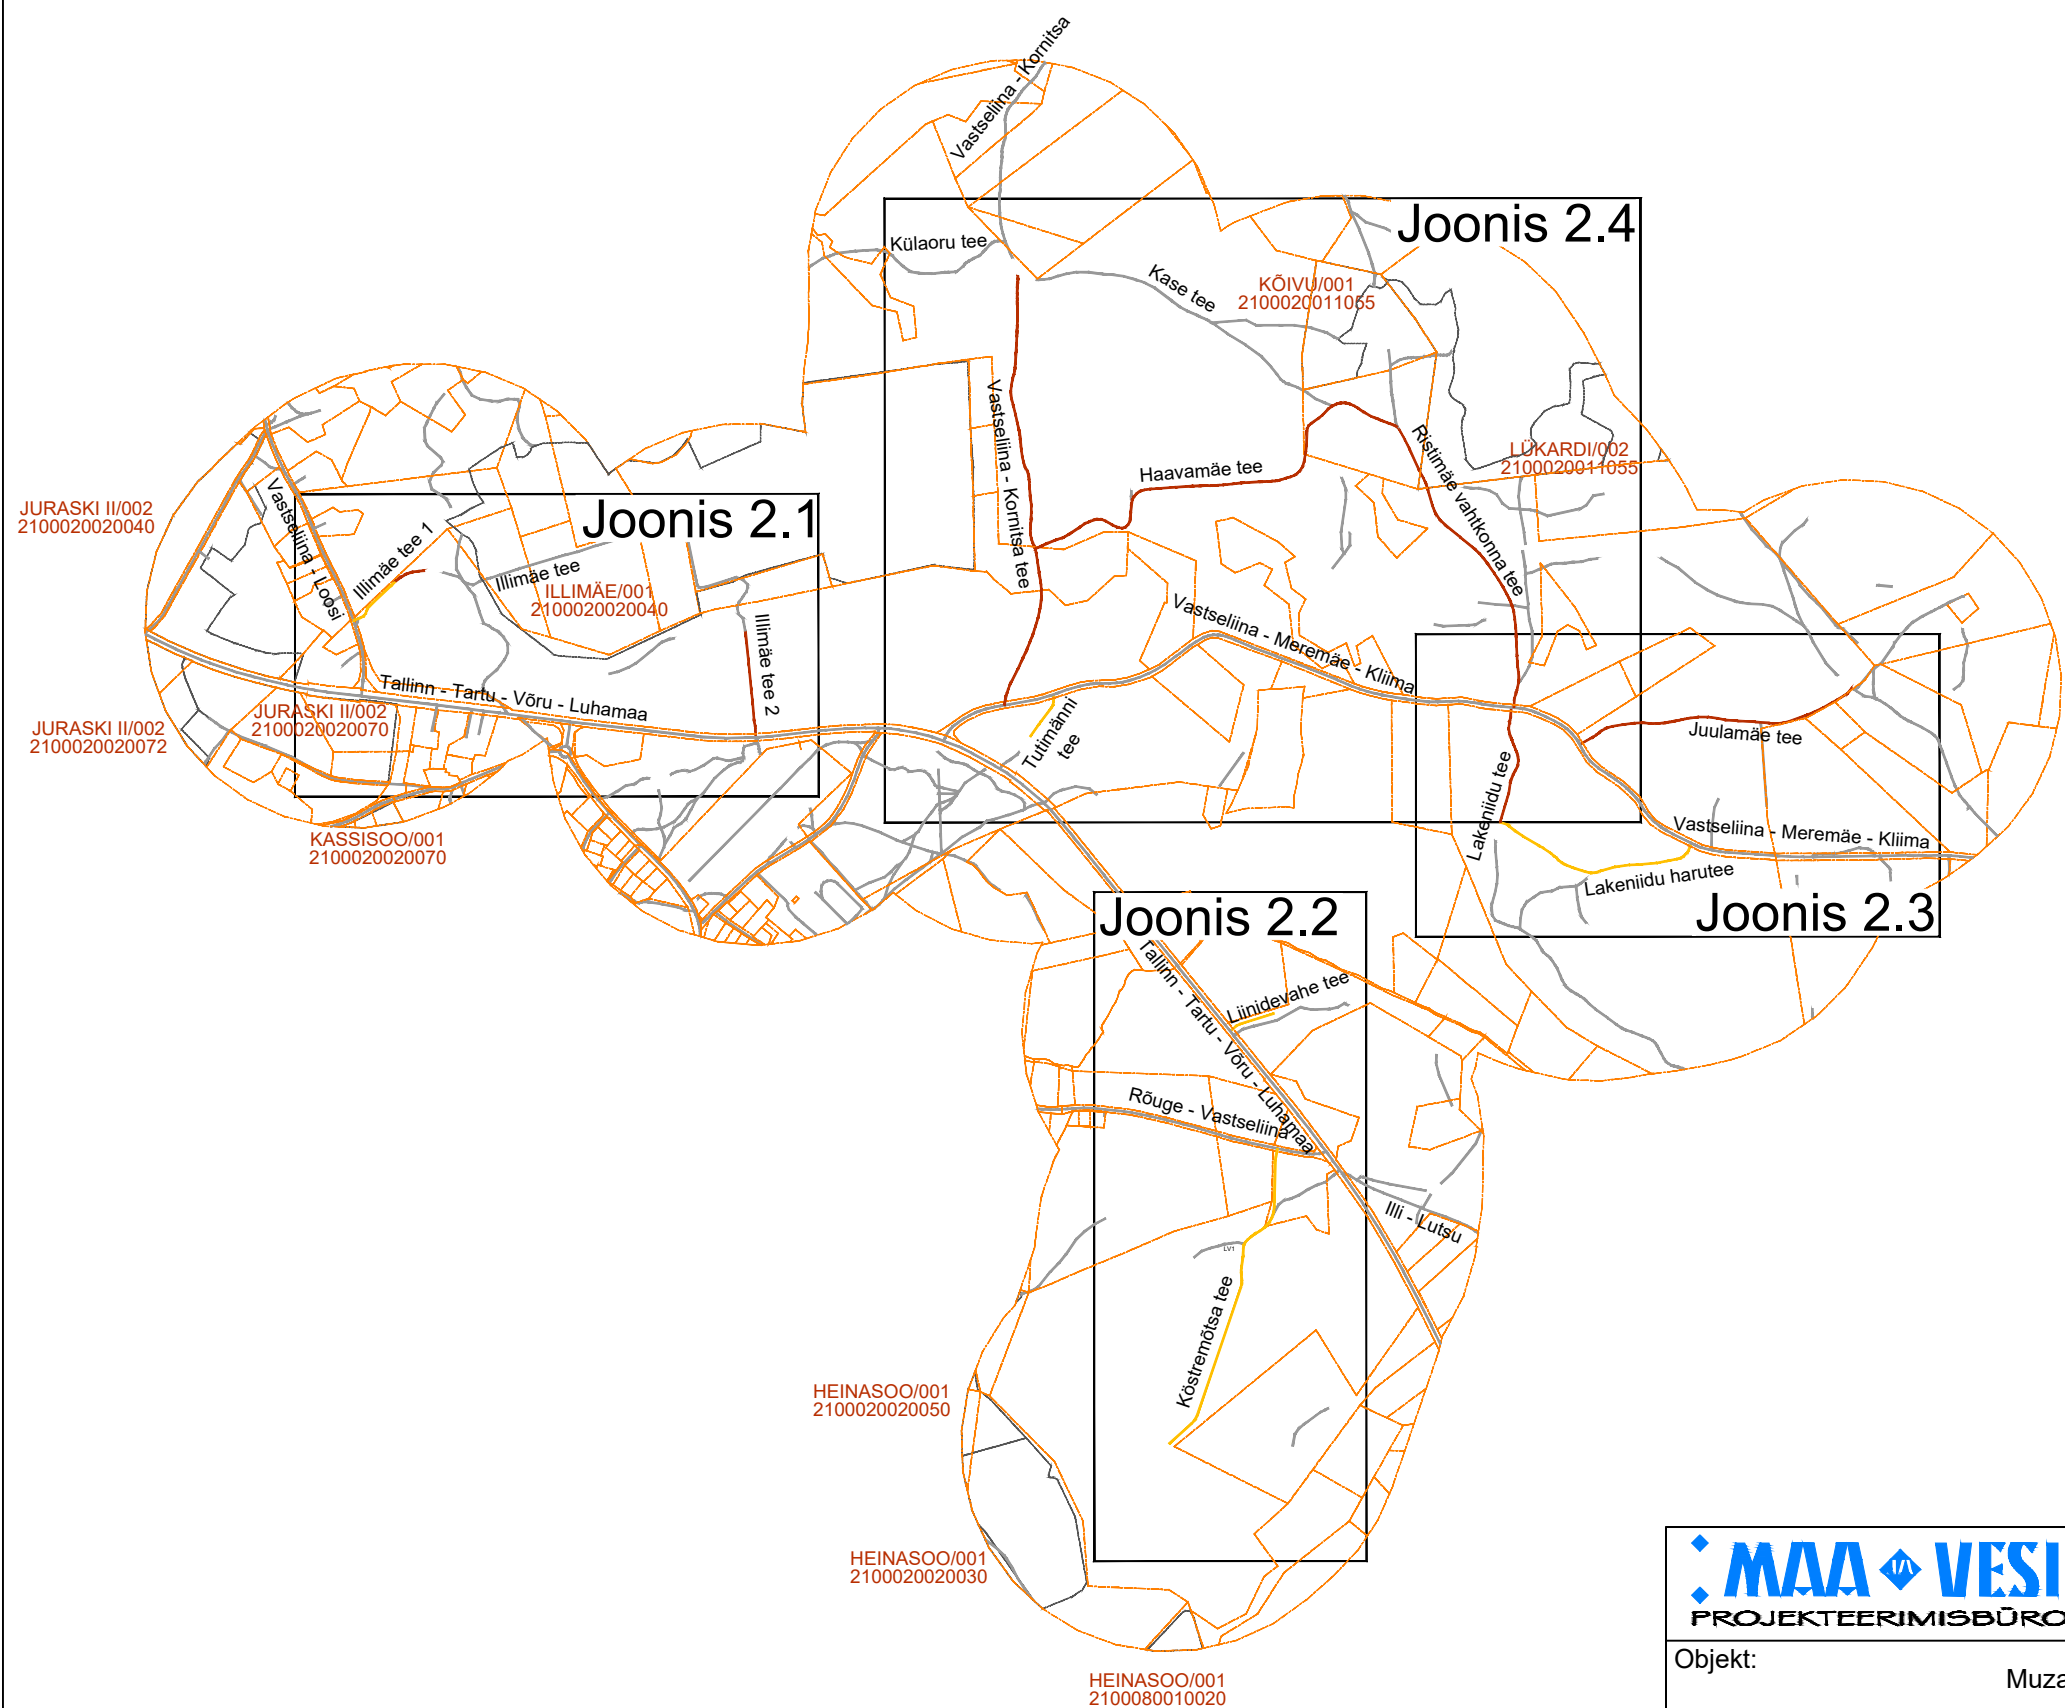 Vastseliina - Kornitsa
Joonis 2.4
Külaoru tee
Kase tee
KÕIVU/001
2100020011055
Vastseliina - Kornitsa tee
Haavamäe tee
Ristimäe vahtkonna tee
LÜKARDI/002
2100020011055
JURASKI II/002
2100020020040
Vastseliina - Loosi
Joonis 2.1
Illimäe tee 1
Illimäe tee
ILLIMÄE/001
2100020020040
Illimäe tee 2
Vastseliina - Meremäe - Kliima
Tallinn - Tartu - Võru - Luhamaa
JURASKI II/002
2100020020070
JURASKI II/002
2100020020072
Tutimänni
tee
Juulamäe tee
Lakeniidu tee
KASSISOO/001
2100020020070
Vastseliina - Meremäe - Kliima
Lakeniidu harutee
Joonis 2.3
Joonis 2.2
Tallinn - Tartu - Võru - Luhamaa
Liinidevahe tee
Rõuge - Vastseliina
Illi - Lutsu
LV1
Köstremõtsa tee
HEINASOO/001
2100020020050
HEINASOO/001
2100020020030
HEINASOO/001
2100080010020
MAA VESI
PROJEKTEERIMISBÜRO
Objekt:
Muza